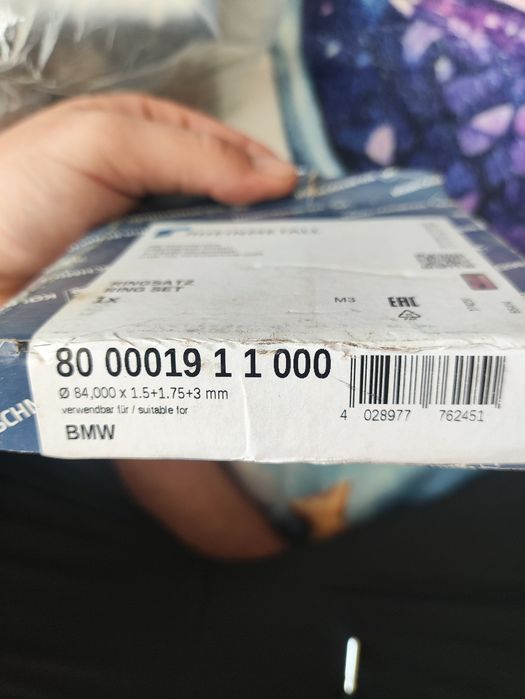 RINGSATZ
RING SET
1x
M3
EAC
80 00019 1 1 000
Ø 84,000 x 1.5+1.75+3 mm
verwendbar für / suitable for
BMW
4 028977 762451